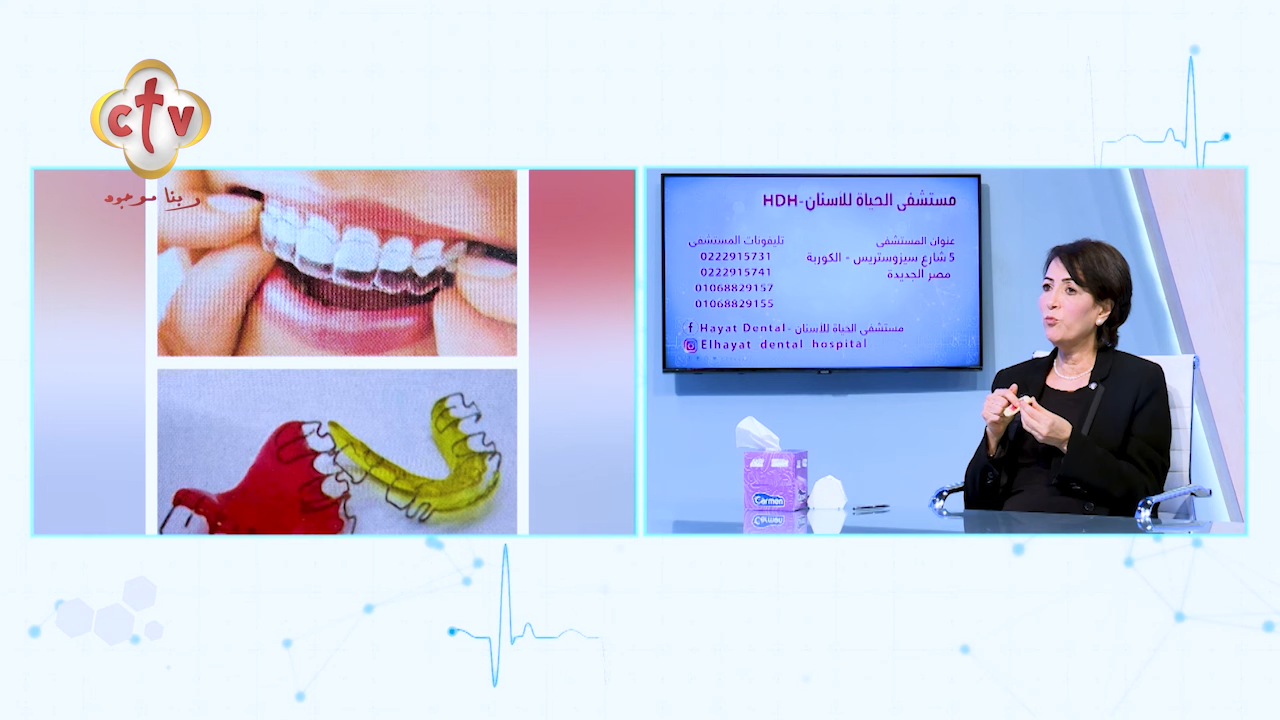 ctv
ربنا موجود
مستشفى الحياة للاسنان-HDH
عنوان المستشفى
5 شارع سيزوستريس - الكوربة
مصر الجديدة
تليفونات المستشفى
0222915731
0222915741
01068829157
01068829155
Hayat Dental - مستشفى الحياة للاسنان
Elhayat dental hospital
Carmen